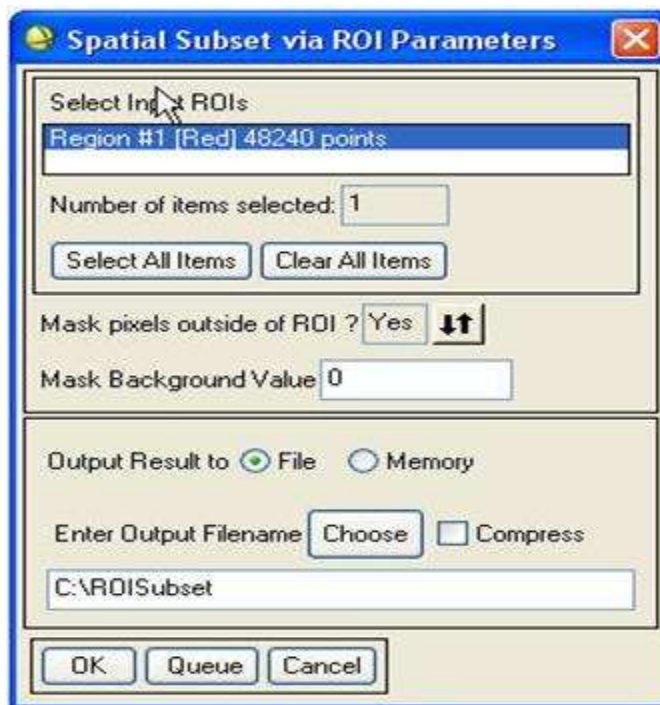 Spatial Subset via ROI Parameters
Select Input ROIs
Region #1 [Red] 48240 points
Number of items selected: 1
Select All Items Clear All Items
Mask pixels outside of ROI ? Yes
Mask Background Value 0
Output Result to File Memory
Enter Output Filename Choose Compress
C:\ROISubset
OK Queue Cancel